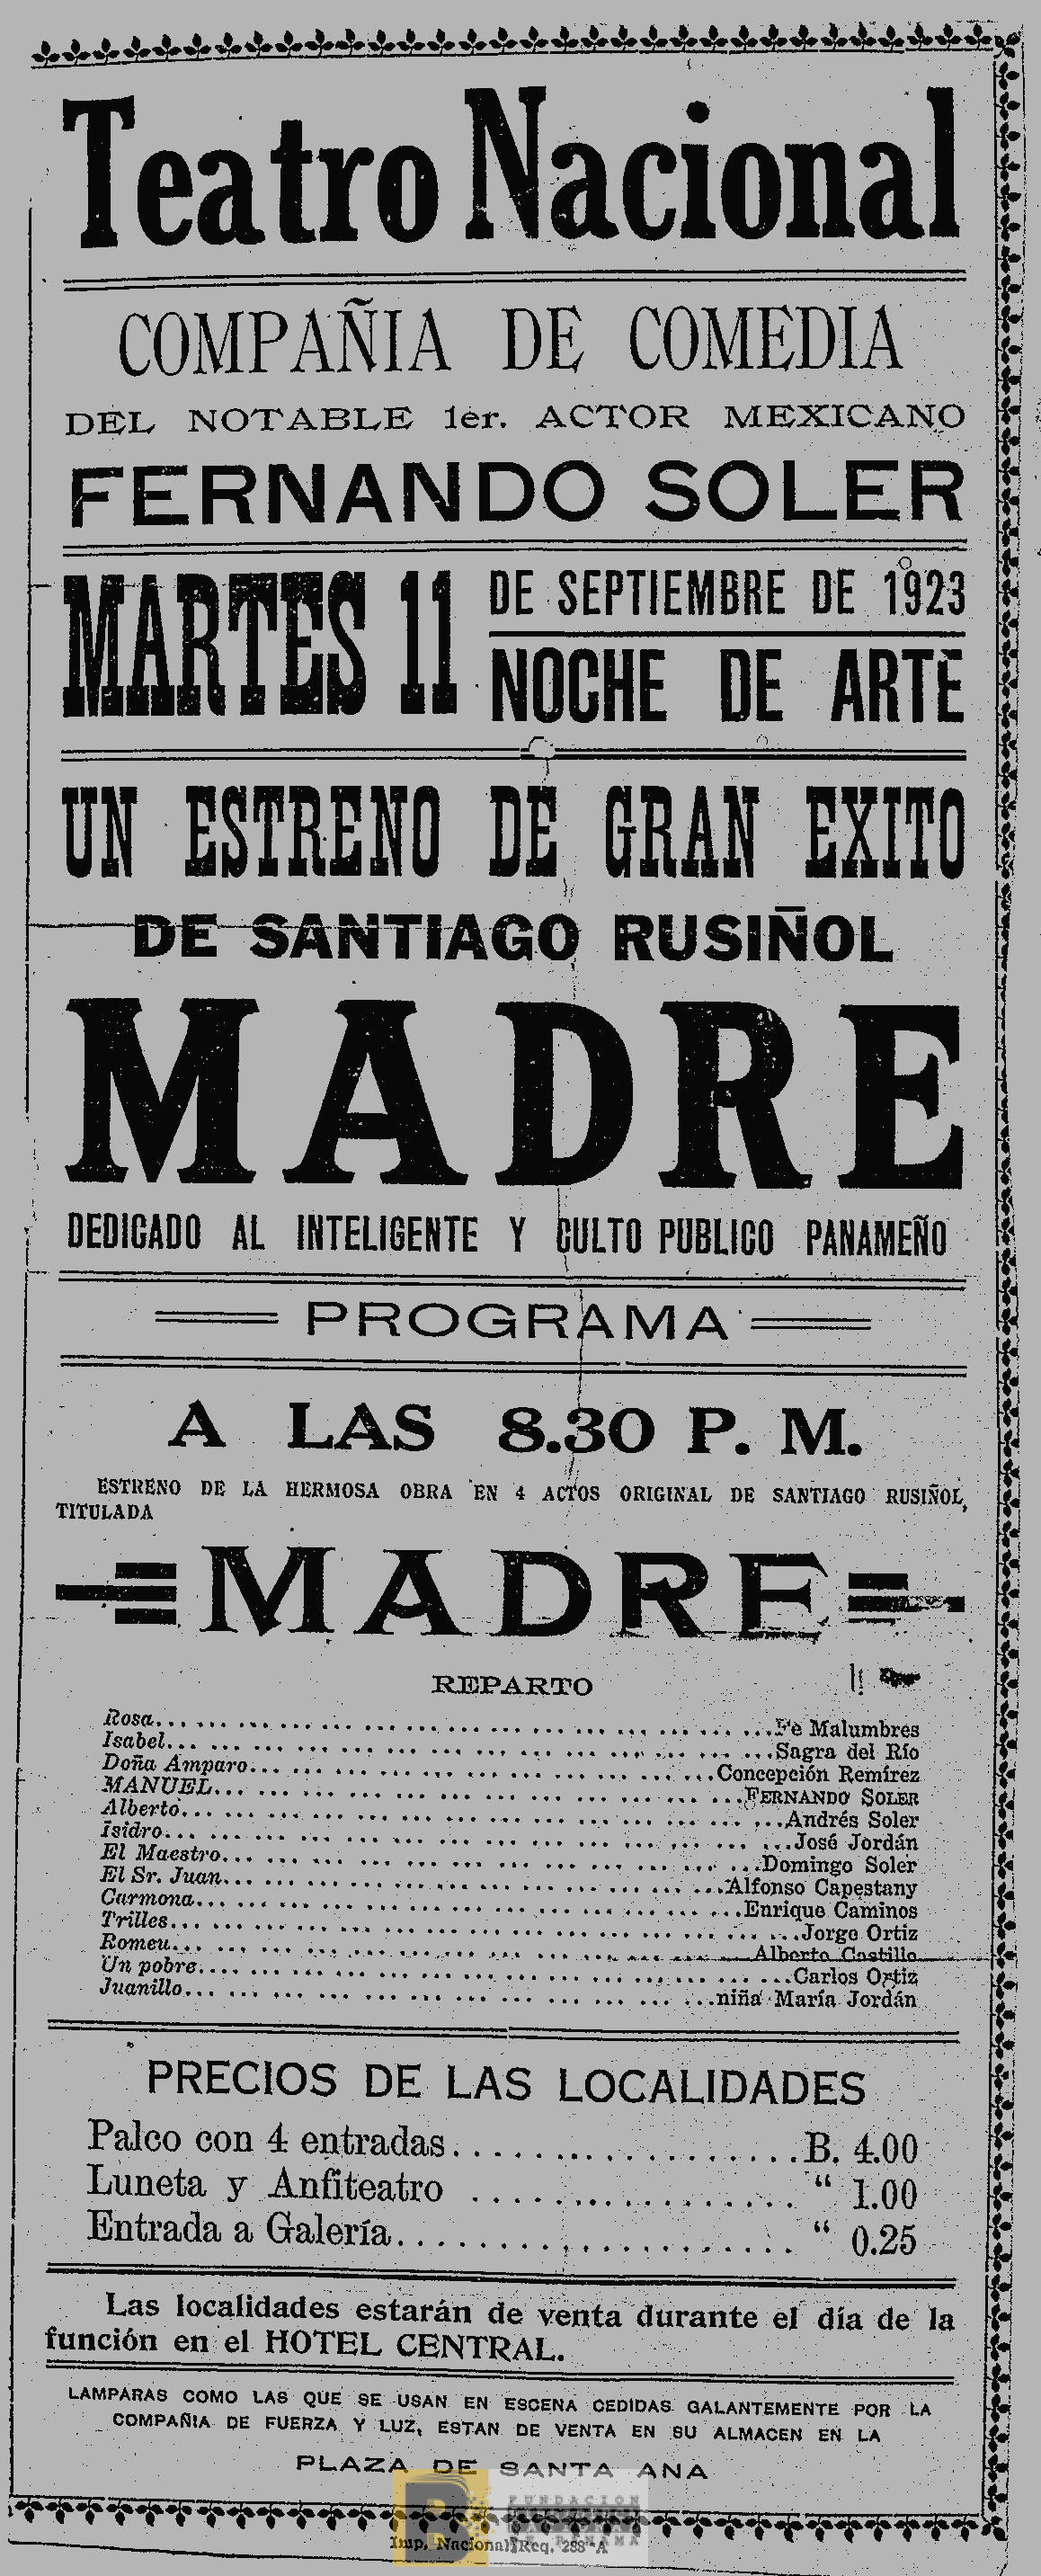 Teatro Nacional
COMPAÑIA DE COMEDIA
DEL NOTABLE 1er. ACTOR MEXICANO
FERNANDO SOLER
MARTES 11 DE SEPTIEMBRE DE 1923
NOCHE DE ARTE
UN ESTRENO DE GRAN EXITO
DE SANTIAGO RUSIÑOL
MADRE
DEDICADO AL INTELIGENTE Y CULTO PUBLICO PANAMEÑO
PROGRAMA
A LAS 8.30 P. M.
ESTRENO DE LA HERMOSA OBRA EN 4 ACTOS ORIGINAL DE SANTIAGO RUSIÑOL,
TITULADA
MADRE
REPARTO
Rosa... Fe Malumbres
Isabel... Sagra del Río
Doña Amparo... Concepción Remírez
MANUEL... FERNANDO SOLER
Alberto... Andrés Soler
Isidro... José Jordán
El Maestro... Domingo Soler
El Sr. Juan... Alfonso Capestany
Carmona... Enrique Caminos
Trilles... Jorge Ortiz
Romeu... Alberto Castillo
Un pobre... Carlos Ortiz
Juanillo... niña María Jordán
PRECIOS DE LAS LOCALIDADES
Palco con 4 entradas... B. 4.00
Luneta y Anfiteatro ... “ 1.00
Entrada a Galería... “ 0.25
Las localidades estarán de venta durante el día de la
función en el HOTEL CENTRAL.
LAMPARAS COMO LAS QUE SE USAN EN ESCENA CEDIDAS GALANTEMENTE POR LA
COMPAÑIA DE FUERZA Y LUZ, ESTAN DE VENTA EN SU ALMACEN EN LA
PLAZA DE SANTA ANA
FUNDACION
PANAMA
Imp. Nacional Req. 288-A